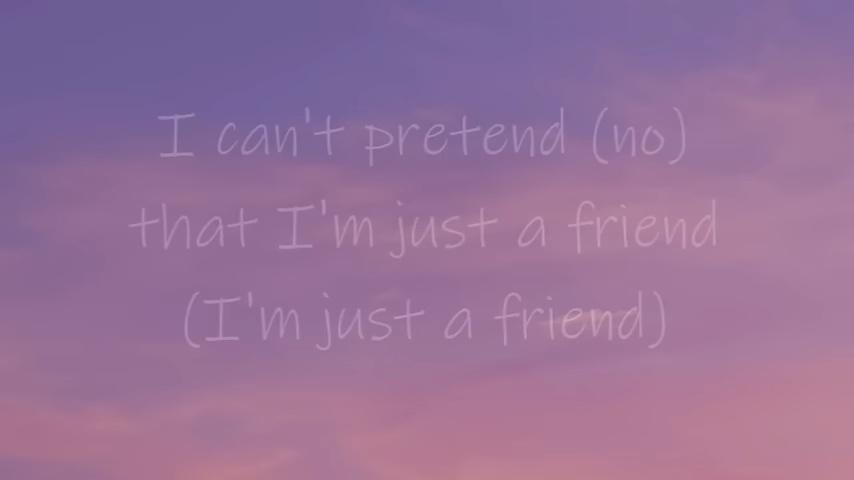 I can't pretend (no)
that I'm just a friend
(I'm just a friend)